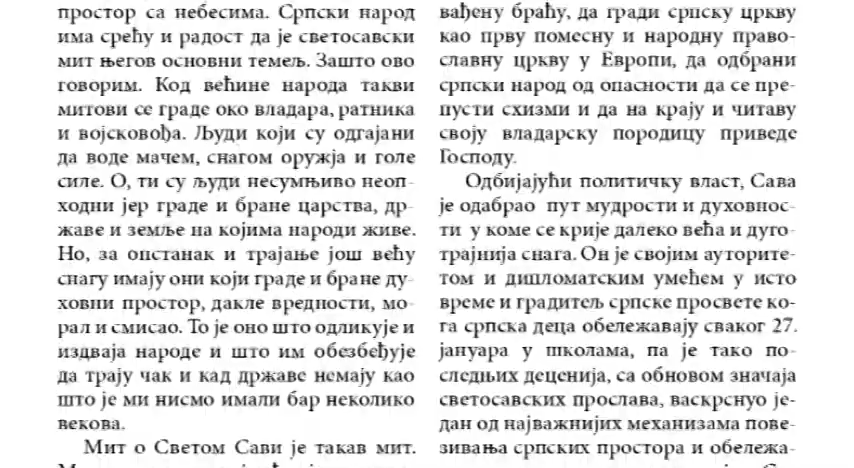 простор са небесима. Српски народ
има срећу и радост да је светосавски
мит његов основни темељ. Зашто ово
говорим. Код већине народа такви
митови се граде око владара, ратника
и војсковођа. Људи који су одгајани
да воде мачем, снагом оружја и голе
силе. О, ти су људи несумњиво неоп-
ходни јер граде и бране царства, др-
жаве и земље на којима народи живе.
Но, за опстанак и трајање још већу
снагу имају они који граде и бране ду-
ховни простор, дакле вредности, мо-
рал и смисао. То је оно што одликује и
издваја народе и што им обезбеђује
да трају чак и кад државе немају као
што је ми нисмо имали бар неколико
векова.
Мит о Светом Сави је такав мит.
вађену браћу, да гради српску цркву
као прву помесну и народну право-
славну цркву у Европи, да одбрани
српски народ од опасности да се пре-
пусти схизми и да на крају и читаву
своју владарску породицу приведе
Господу.
Одбијајући политичку власт, Сава
је одабрао пут мудрости и духовнос-
ти у коме се крије далеко већа и дуго-
трајнија снага. Он је својим ауторите-
том и дипломатским умећем у исто
време и градитељ српске просвете ко-
га српска деца обележавају сваког 27.
јануара у школама, па је тако по-
следњих деценија, са обновом значаја
светосавских прослава, васкрснуо је-
дан од најважнијих механизама пове-
зивања српских простора и обележа-